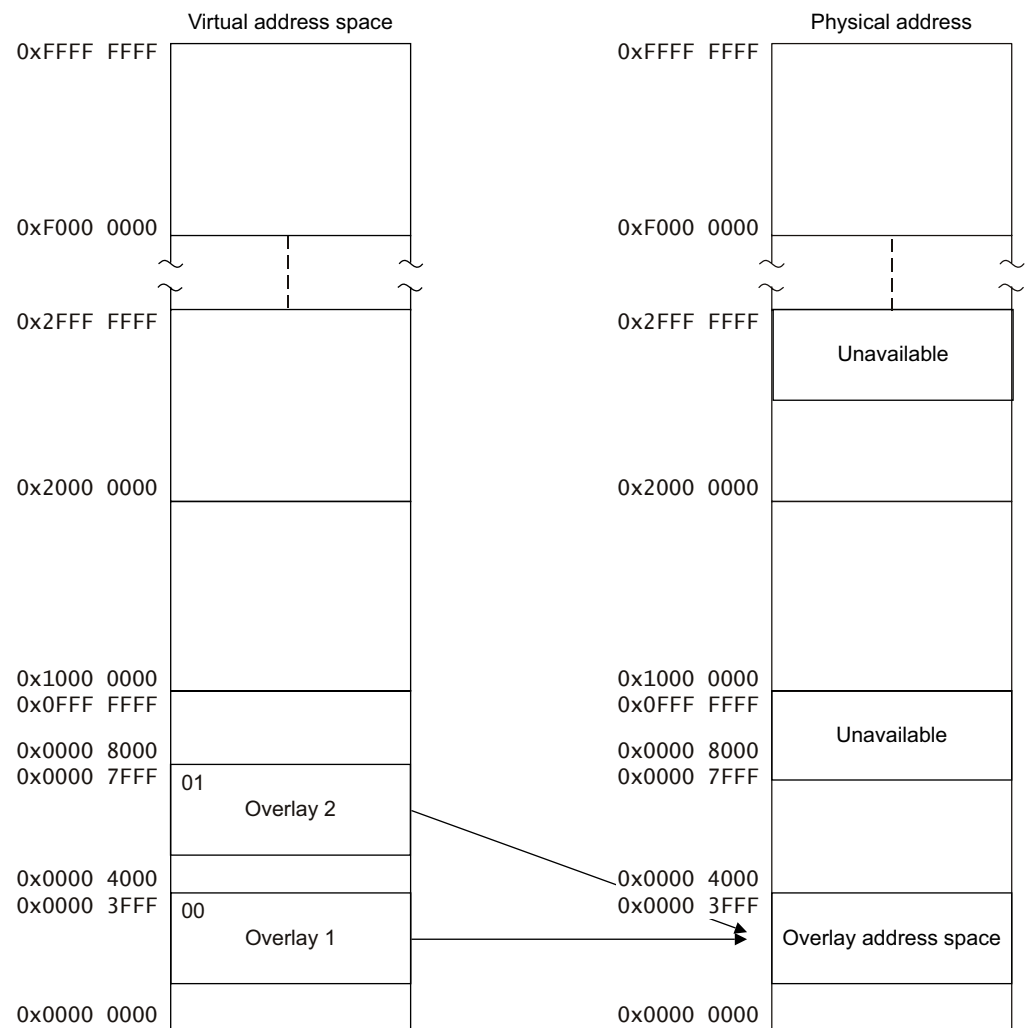 Virtual address space
Physical address
0xFFFF FFFF
0xFFFF FFFF
0xF000 0000
0xF000 0000
0x2FFF FFFF
0x2FFF FFFF
Unavailable
0x2000 0000
0x2000 0000
0x1000 0000
0x1000 0000
0x0FFF FFFF
0x0FFF FFFF
Unavailable
0x0000 8000
0x0000 8000
0x0000 7FFF
0x0000 7FFF
01
Overlay 2
0x0000 4000
0x0000 4000
0x0000 3FFF
0x0000 3FFF
00
Overlay 1
Overlay address space
0x0000 0000
0x0000 0000